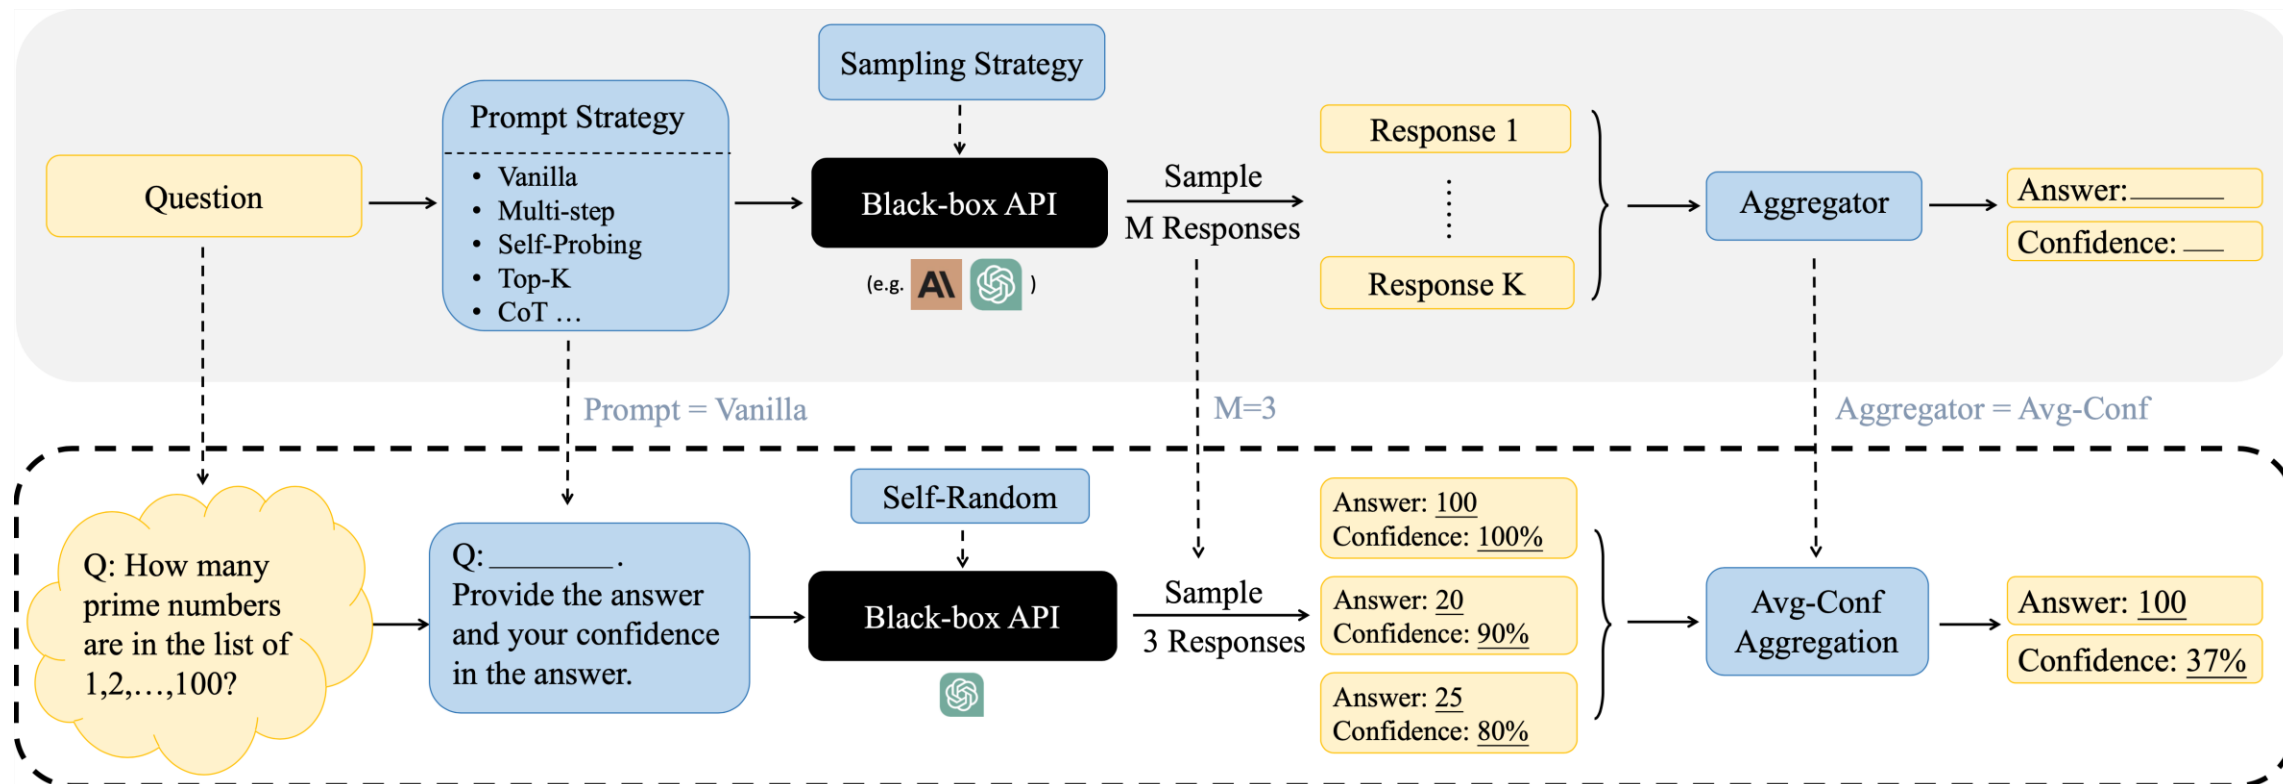 Sampling Strategy
Prompt Strategy
• Vanilla
• Multi-step
• Self-Probing
• Top-K
• CoT …
Question
Black-box API
(e.g. A\ )
Sample
M Responses
Response 1
Response K
Aggregator
Answer:______
Confidence: ___
Prompt = Vanilla
M=3
Aggregator = Avg-Conf
Q: How many
prime numbers
are in the list of
1,2,…,100?
Q: ________ .
Provide the answer
and your confidence
in the answer.
Self-Random
Black-box API
Sample
3 Responses
Answer: 100
Confidence: 100%
Answer: 20
Confidence: 90%
Answer: 25
Confidence: 80%
Avg-Conf
Aggregation
Answer: 100
Confidence: 37%